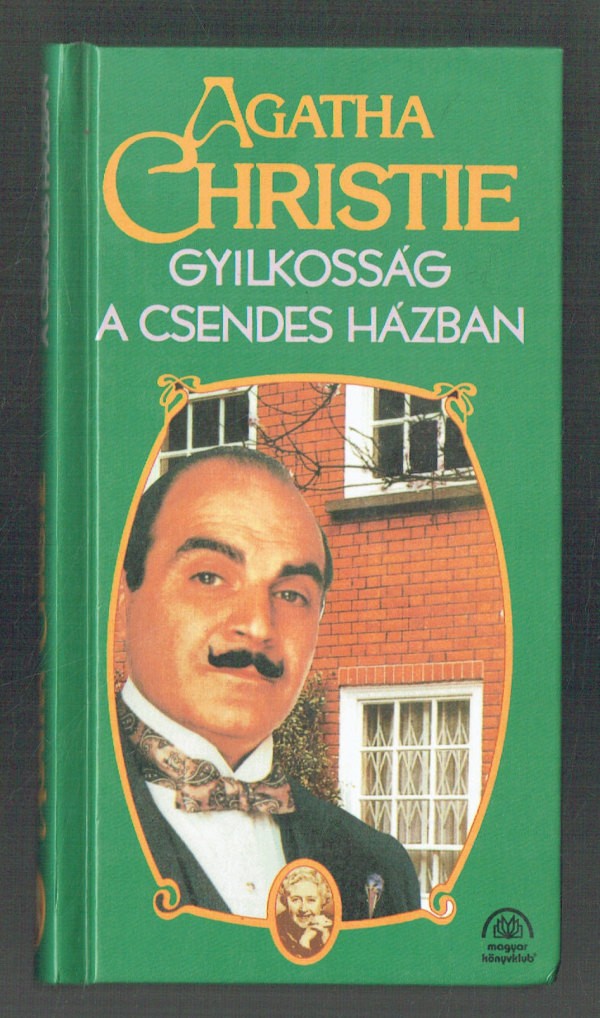 AGATHA
CHRISTIE
GYILKOSSÁG
A CSENDES HÁZBAN
magyar
könyvklub